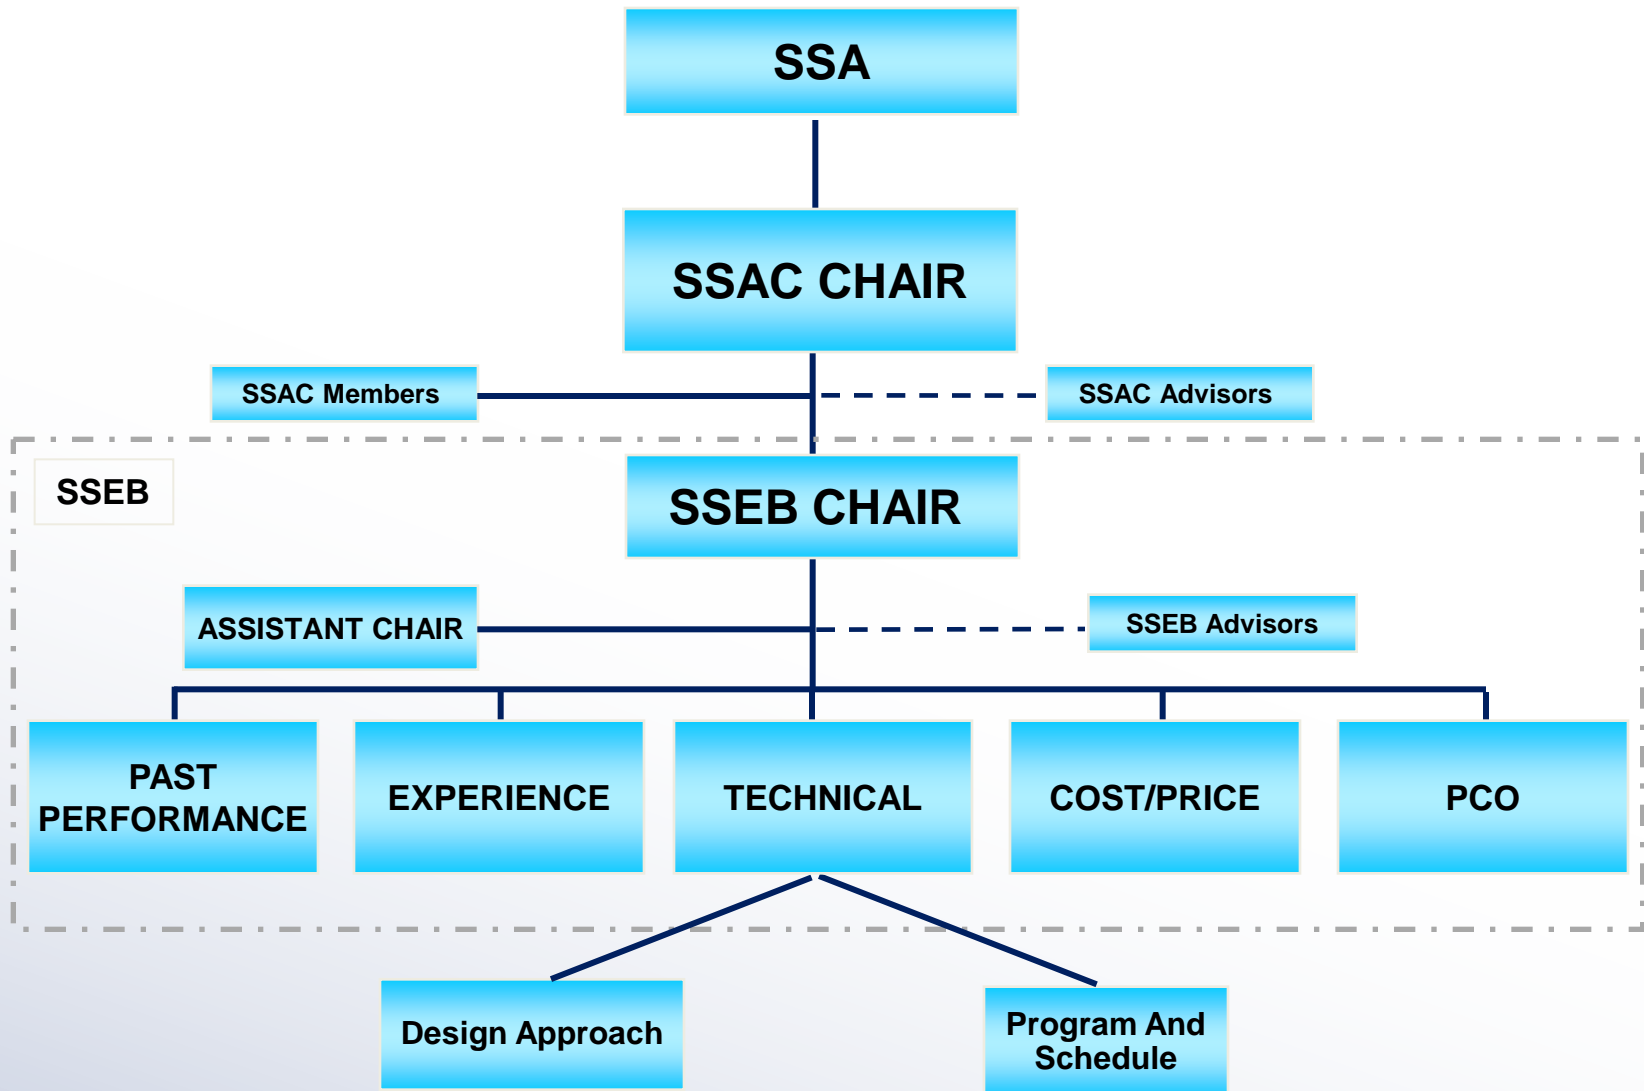 SSA
SSAC CHAIR
SSAC Members
SSAC Advisors
SSEB
SSEB CHAIR
ASSISTANT CHAIR
SSEB Advisors
PAST
PERFORMANCE
EXPERIENCE
TECHNICAL
COST/PRICE
PCO
Design Approach
Program And
Schedule